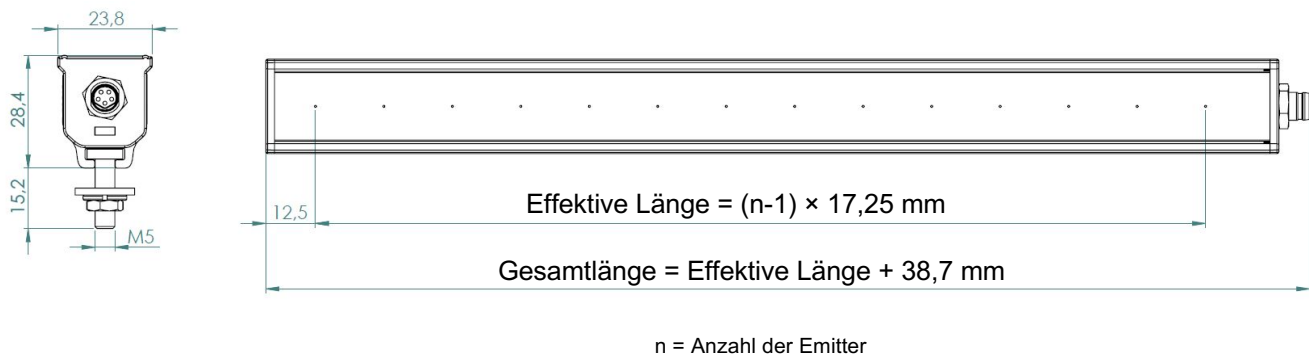 23,8
28,4
15,2
M5
12,5
Effektive Länge = (n-1) × 17,25 mm
Gesamtlänge = Effektive Länge + 38,7 mm
n = Anzahl der Emitter